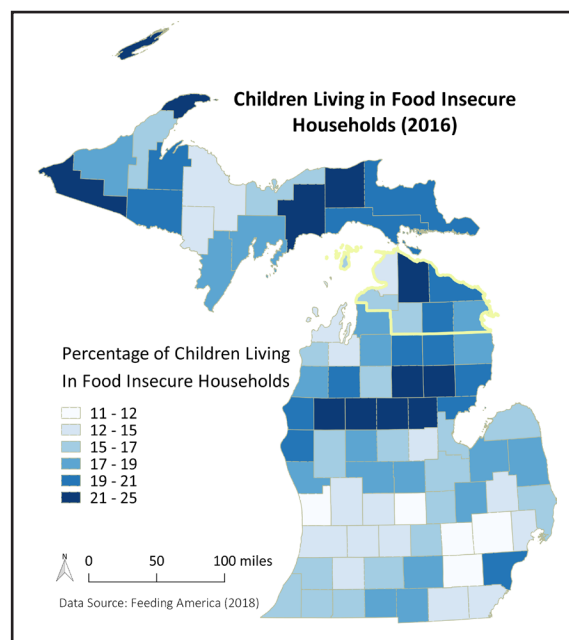 Children Living in Food Insecure
Households (2016)
Percentage of Children Living
In Food Insecure Households
11 - 12
12 - 15
15 - 17
17 - 19
19 - 21
21 - 25
N
0 50 100 miles
Data Source: Feeding America (2018)